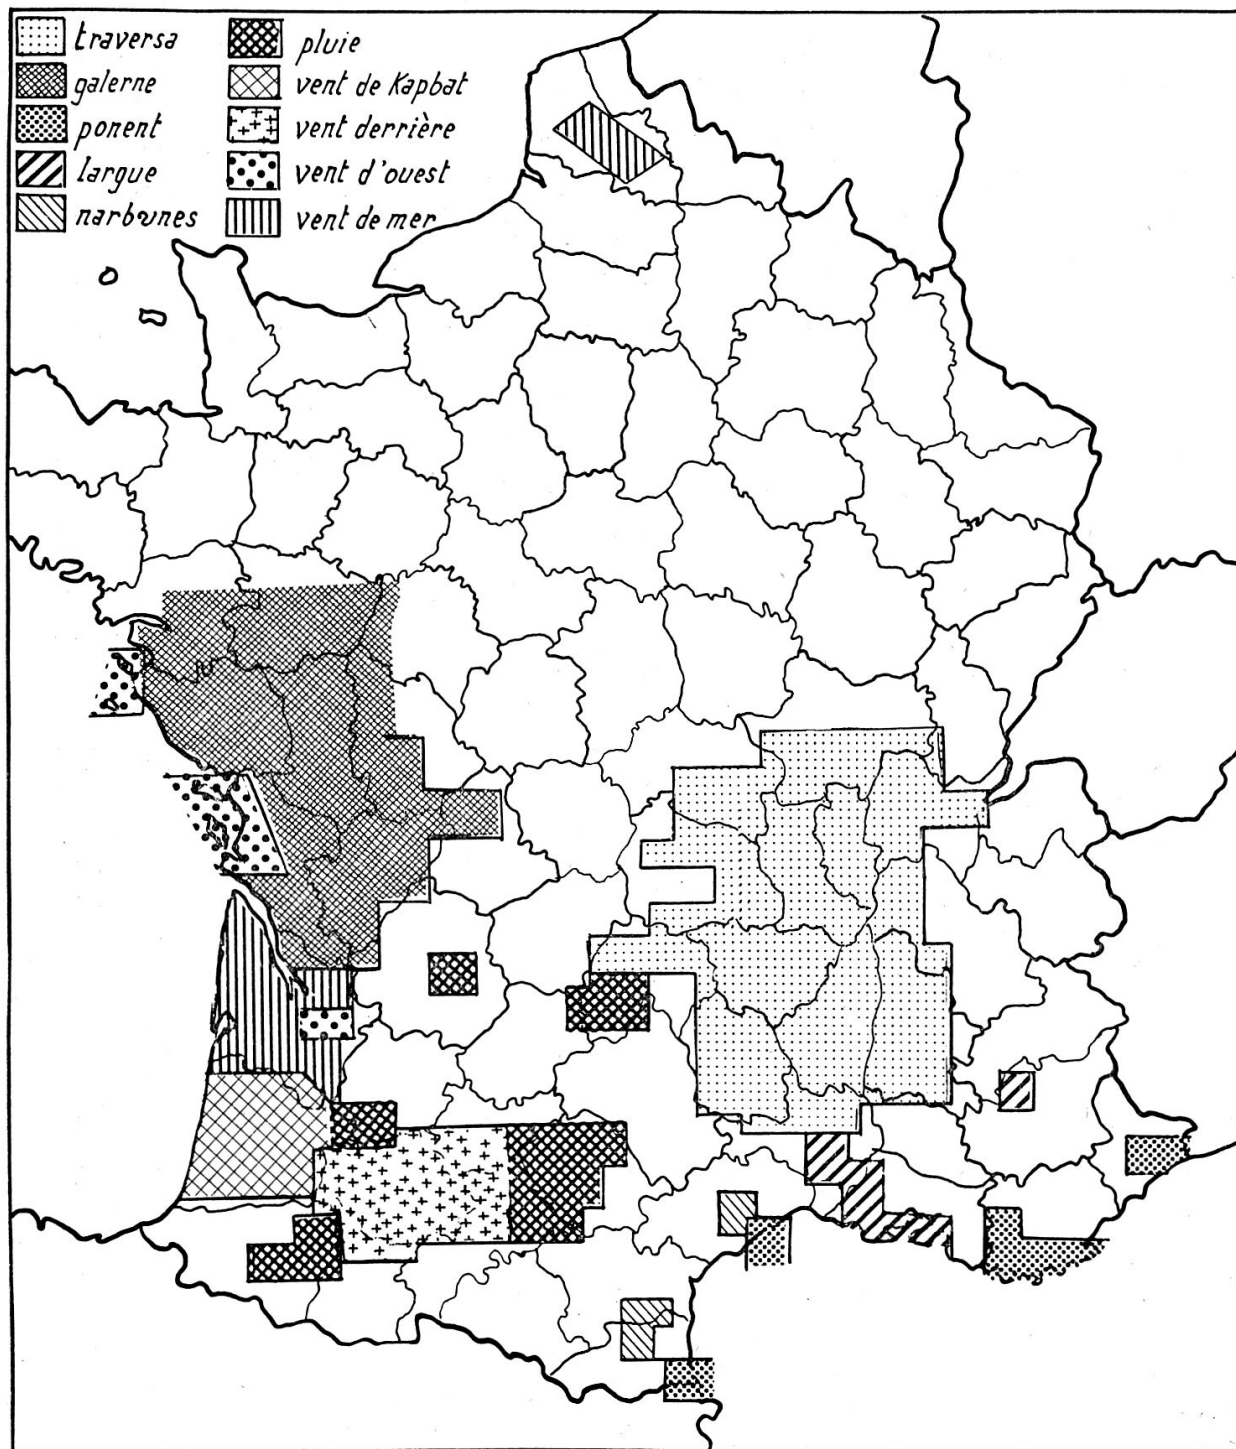 traversa
galerne
ponent
largue
narbonnes
pluie
vent de Kapbat
vent derrière
vent d'ouest
vent de mer